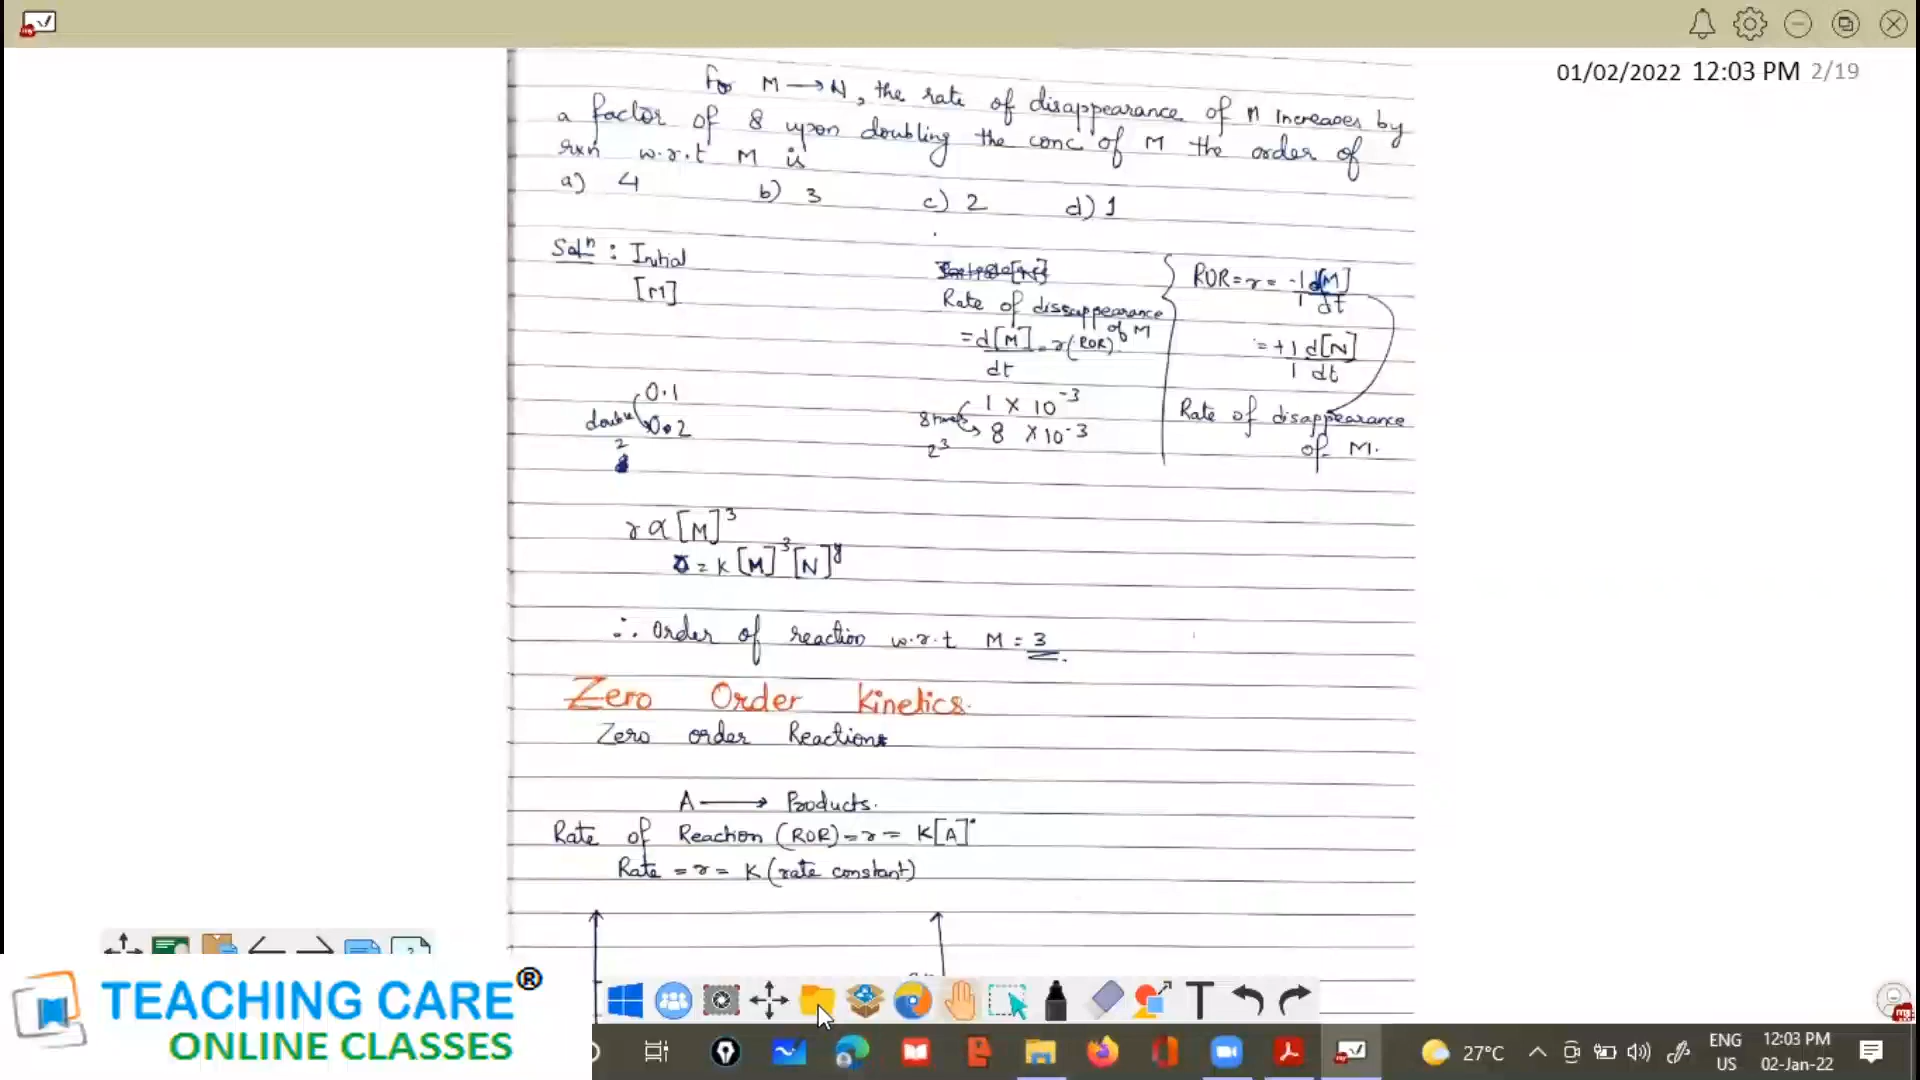 01/02/2022 12:03 PM 2/19
For M → N, the rate of disappearance of M increases by
a factor of 8 upon doubling the conc of M the order of
rxn w.r.t M is
a) 4 b) 3 c) 2 d) 1
Solⁿ : Initial
[M]
Rate of dissappearance
of M
= d[M] = r(ROR)
dt
0.1
double 0.2
2
1 × 10⁻³
8 times 8 × 10⁻³
2³
ROR = r = -1 d[M]
1 dt
= +1 d[N]
1 dt
Rate of disappearance
of M.
r α [M]³
r = K [M]³ [N]^y
∴ Order of reaction w.r.t M = 3
Zero Order Kinetics.
Zero order Reactions
A → Products.
Rate of Reaction (ROR) = r = K[A]°
Rate = r = K (rate constant)
TEACHING CARE®
ONLINE CLASSES
27°C
ENG
US
12:03 PM
02-Jan-22